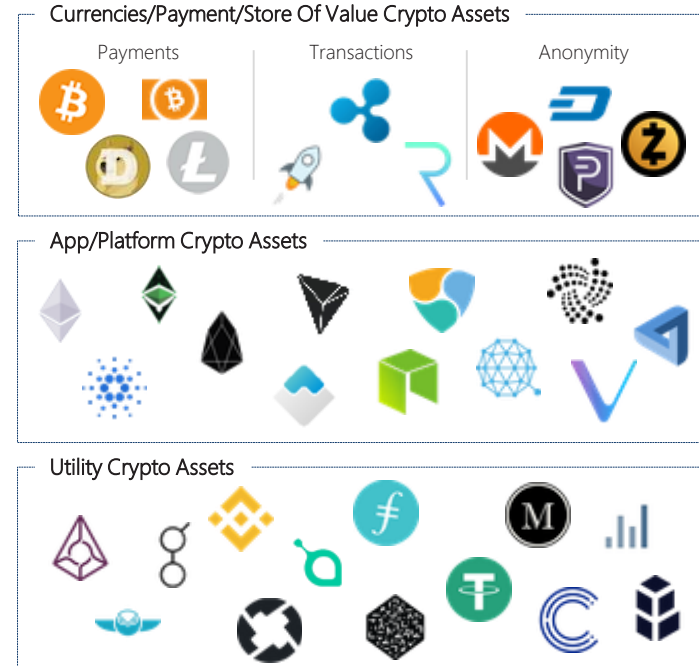 Currencies/Payment/Store Of Value Crypto Assets
Payments
Transactions
Anonymity
App/Platform Crypto Assets
Utility Crypto Assets
M